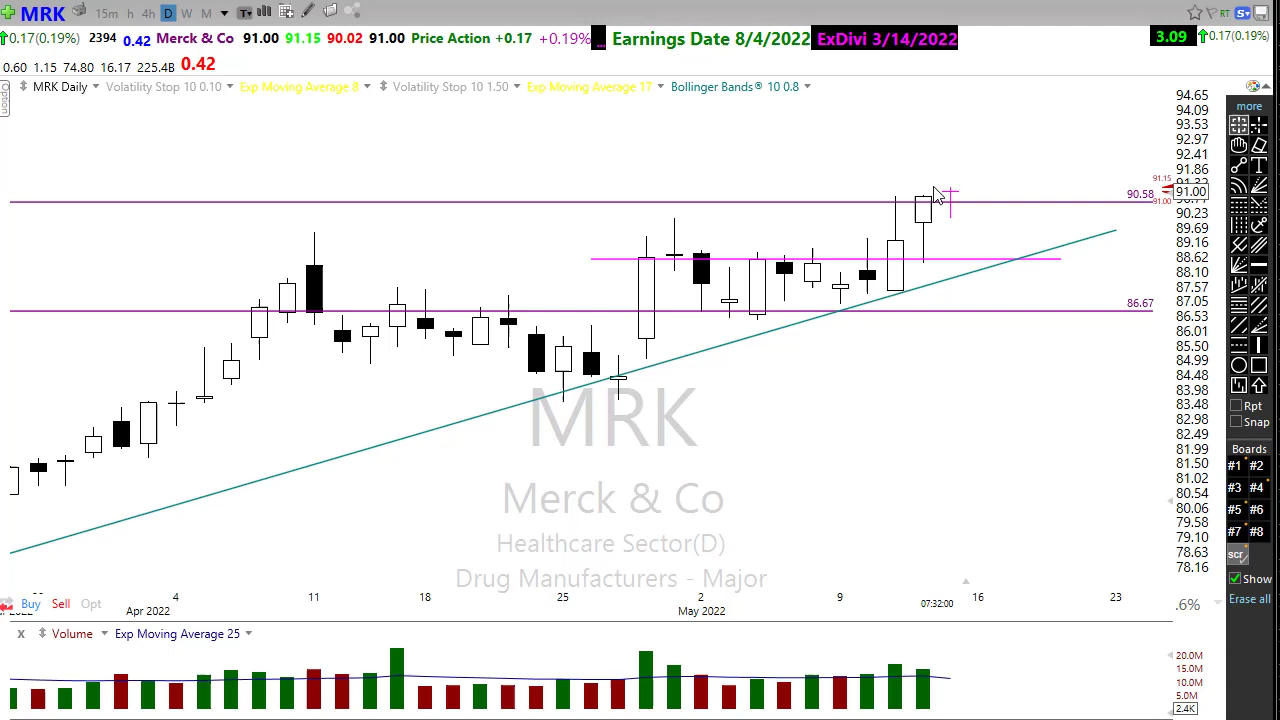 MRK 15m h 4h D W M T
0.17(0.19%) 2394 0.42 Merck & Co 91.00 91.15 90.02 91.00 Price Action +0.17 +0.19% ... Earnings Date 8/4/2022 ExDivi 3/14/2022 3.09 0.17(0.19%)
RT S
0.60 1.15 74.80 16.17 225.4B 0.42
Option
MRK Daily Volatility Stop 10 0.10 Exp Moving Average 8 Volatility Stop 10 1.50 Exp Moving Average 17 Bollinger Bands® 10 0.8
94.65
94.09
93.53
92.97
92.41
91.86
91.15
91.00
90.58
91.00
90.23
89.69
89.16
88.62
88.10
87.57
87.05
86.67
86.53
86.01
85.50
84.99
84.48
83.98
83.48
82.98
82.49
81.99
81.50
81.02
80.54
80.06
79.58
79.10
78.63
78.16
MRK
Merck & Co
Healthcare Sector(D)
Drug Manufacturers - Major
more
T
Rpt
Snap
Boards
#1 #2
#3 #4
#5 #6
#7 #8
scr
Show
Erase all
4 11 18 25 2 9 16 23
Buy Sell Opt Apr 2022 May 2022 07:32:00 .6%
X Volume Exp Moving Average 25
20.0M
15.0M
10.0M
5.0M
2.4K